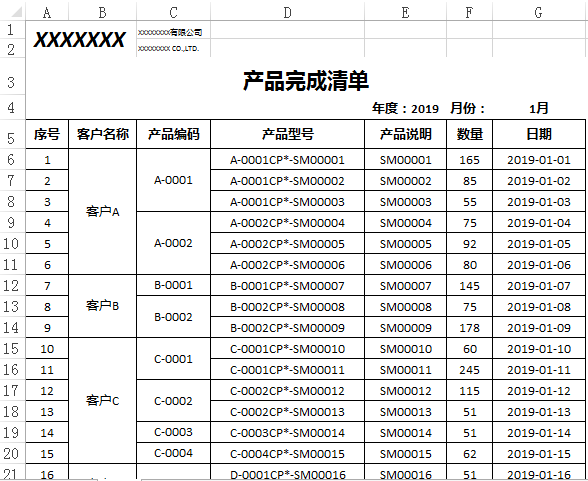 A B C D E F G
1 XXXXXXX XXXXXXXX有限公司
2 XXXXXXXX CO.,LTD.
3 产品完成清单
4 年度：2019 月份： 1月
5 序号 客户名称 产品编码 产品型号 产品说明 数量 日期
6 1 客户A A-0001 A-0001CP*-SM00001 SM00001 165 2019-01-01
7 2 A-0001CP*-SM00002 SM00002 85 2019-01-02
8 3 A-0001CP*-SM00003 SM00003 55 2019-01-03
9 4 A-0002 A-0002CP*-SM00004 SM00004 75 2019-01-04
10 5 A-0002CP*-SM00005 SM00005 92 2019-01-05
11 6 A-0002CP*-SM00006 SM00006 80 2019-01-06
12 7 客户B B-0001 B-0001CP*-SM00007 SM00007 145 2019-01-07
13 8 B-0002 B-0002CP*-SM00008 SM00008 75 2019-01-08
14 9 B-0002CP*-SM00009 SM00009 178 2019-01-09
15 10 客户C C-0001 C-0001CP*-SM00010 SM00010 60 2019-01-10
16 11 C-0001CP*-SM00011 SM00011 245 2019-01-11
17 12 C-0002 C-0002CP*-SM00012 SM00012 115 2019-01-12
18 13 C-0002CP*-SM00013 SM00013 51 2019-01-13
19 14 C-0003 C-0003CP*-SM00014 SM00014 51 2019-01-14
20 15 C-0004 C-0004CP*-SM00015 SM00015 62 2019-01-15
21 16 D-0001CP*-SM00016 SM00016 51 2019-01-16